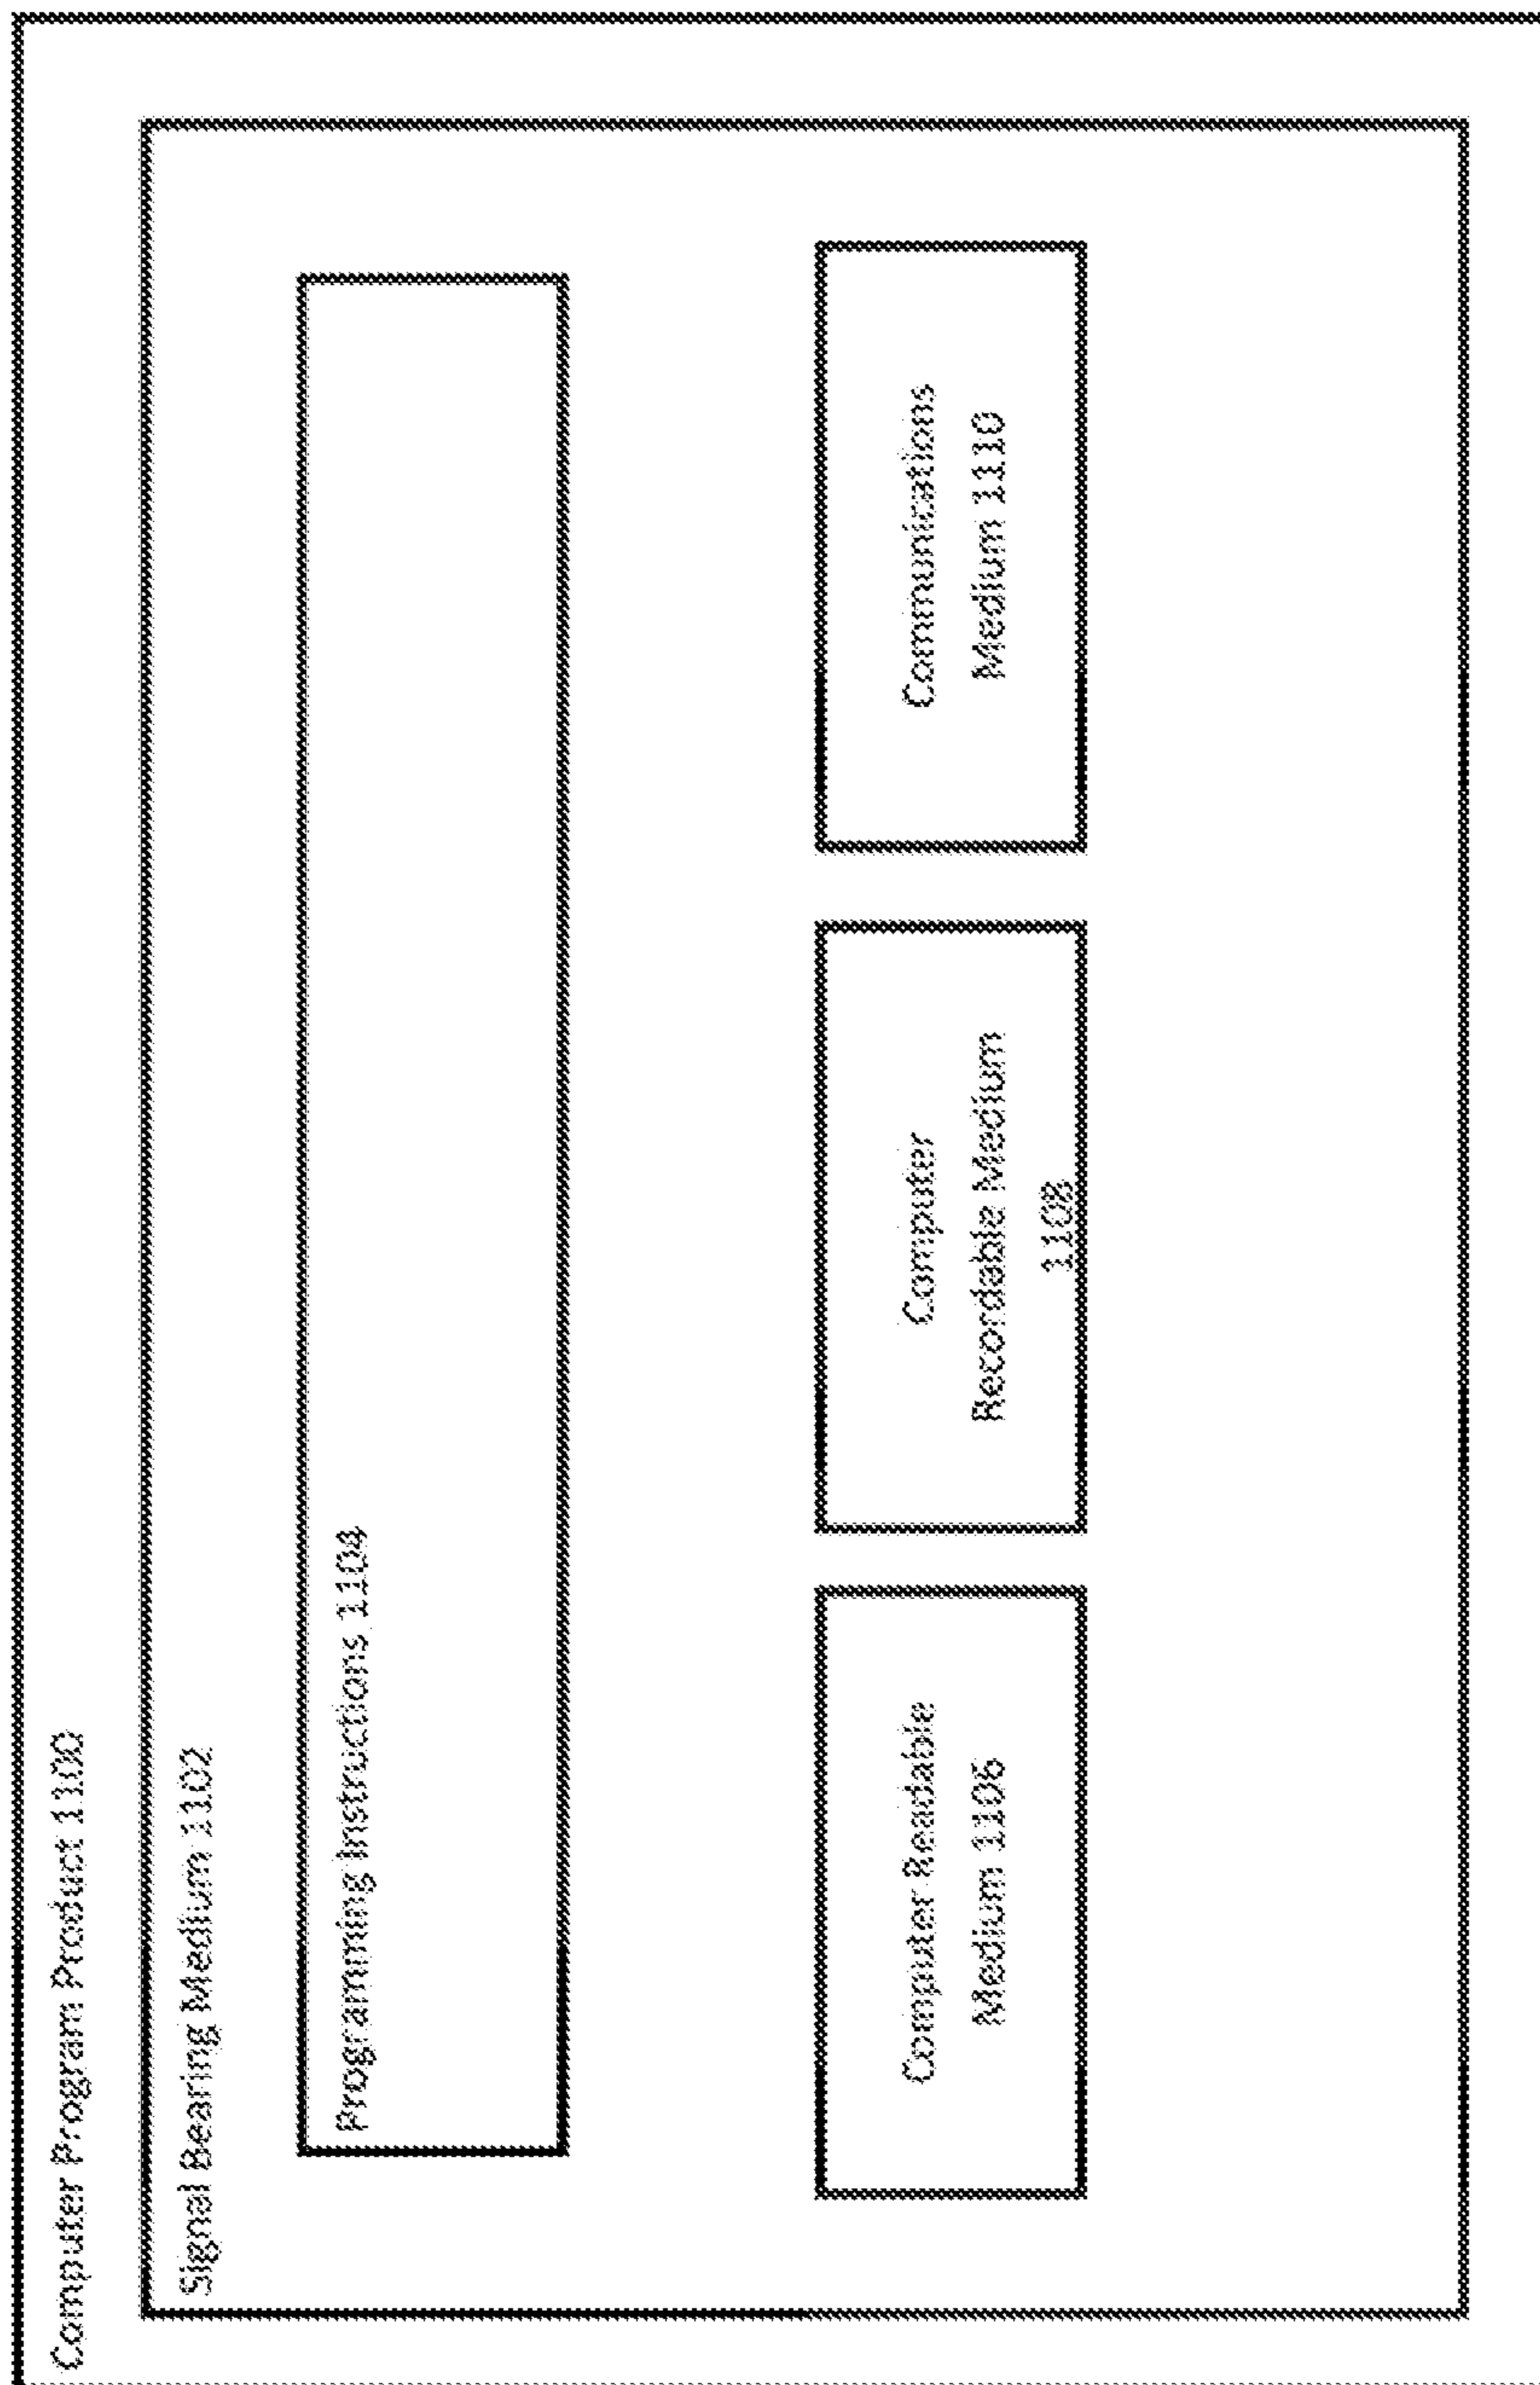 Computer Program Product 1100
Signal Bearing Medium 1102
Programming Instructions 1104
Computer Readable
Medium 1106
Computer
Recordable Medium
1108
Communications
Medium 1110